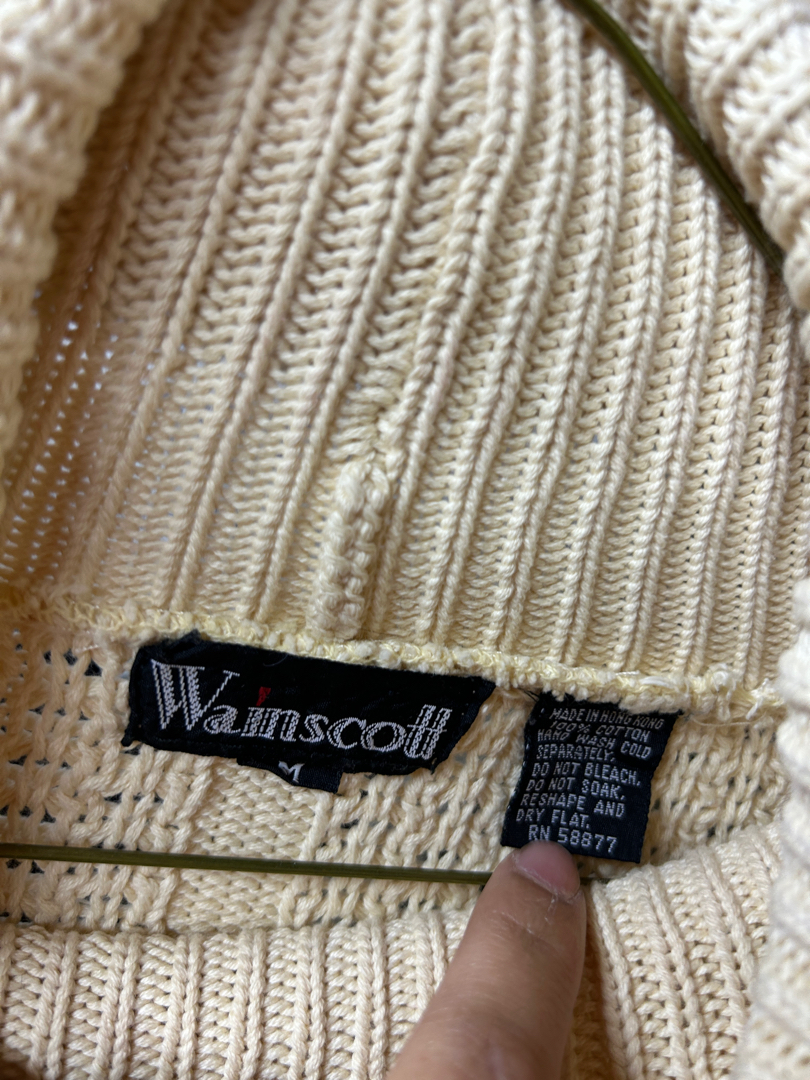 Wainscott
M
MADE IN HONG KONG
100% COTTON
HAND WASH COLD
SEPARATELY.
DO NOT BLEACH.
DO NOT SOAK.
RESHAPE AND
DRY FLAT.
RN 58877